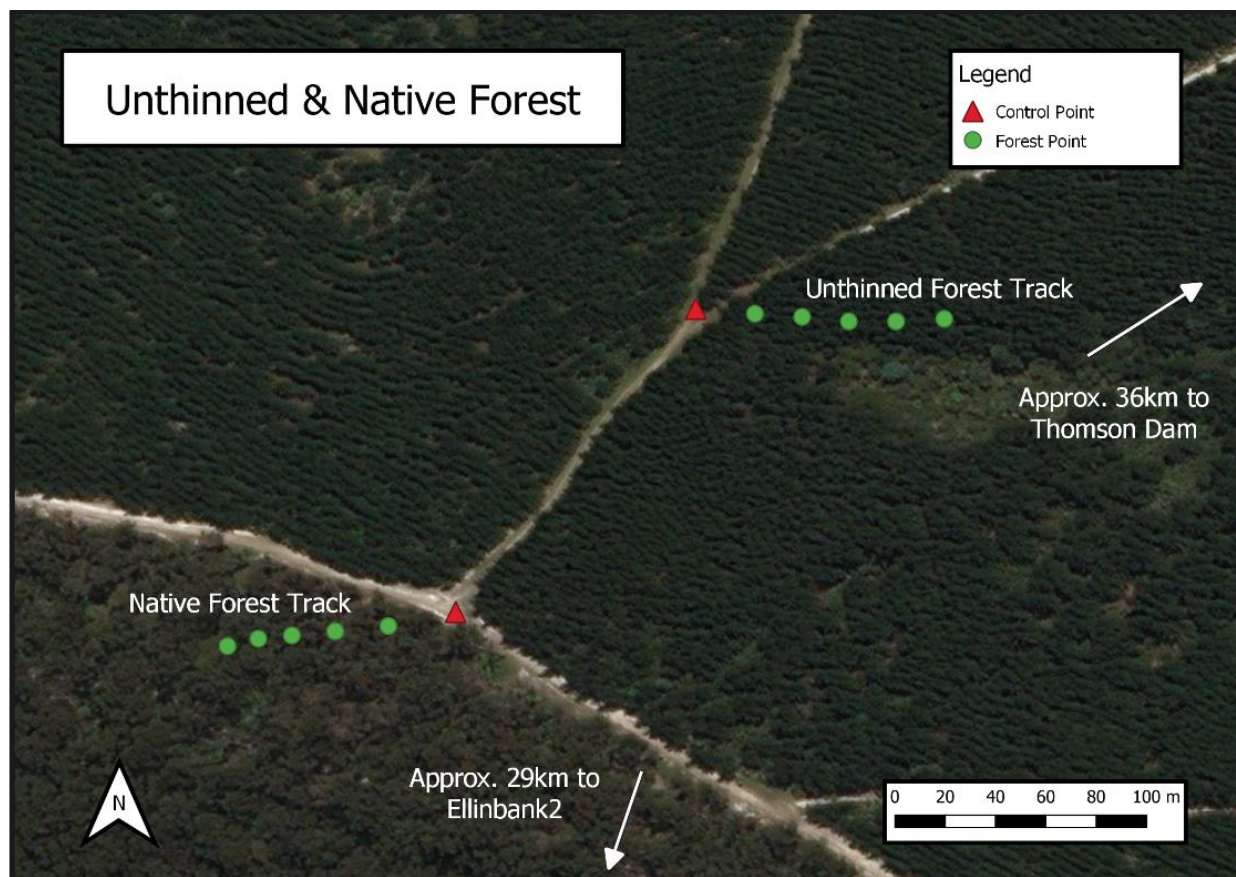 Unthinned & Native Forest
Legend
Control Point
Forest Point
Unthinned Forest Track
Approx. 36km to
Thomson Dam
Native Forest Track
Approx. 29km to
Ellinbank2
N
0 20 40 60 80 100 m